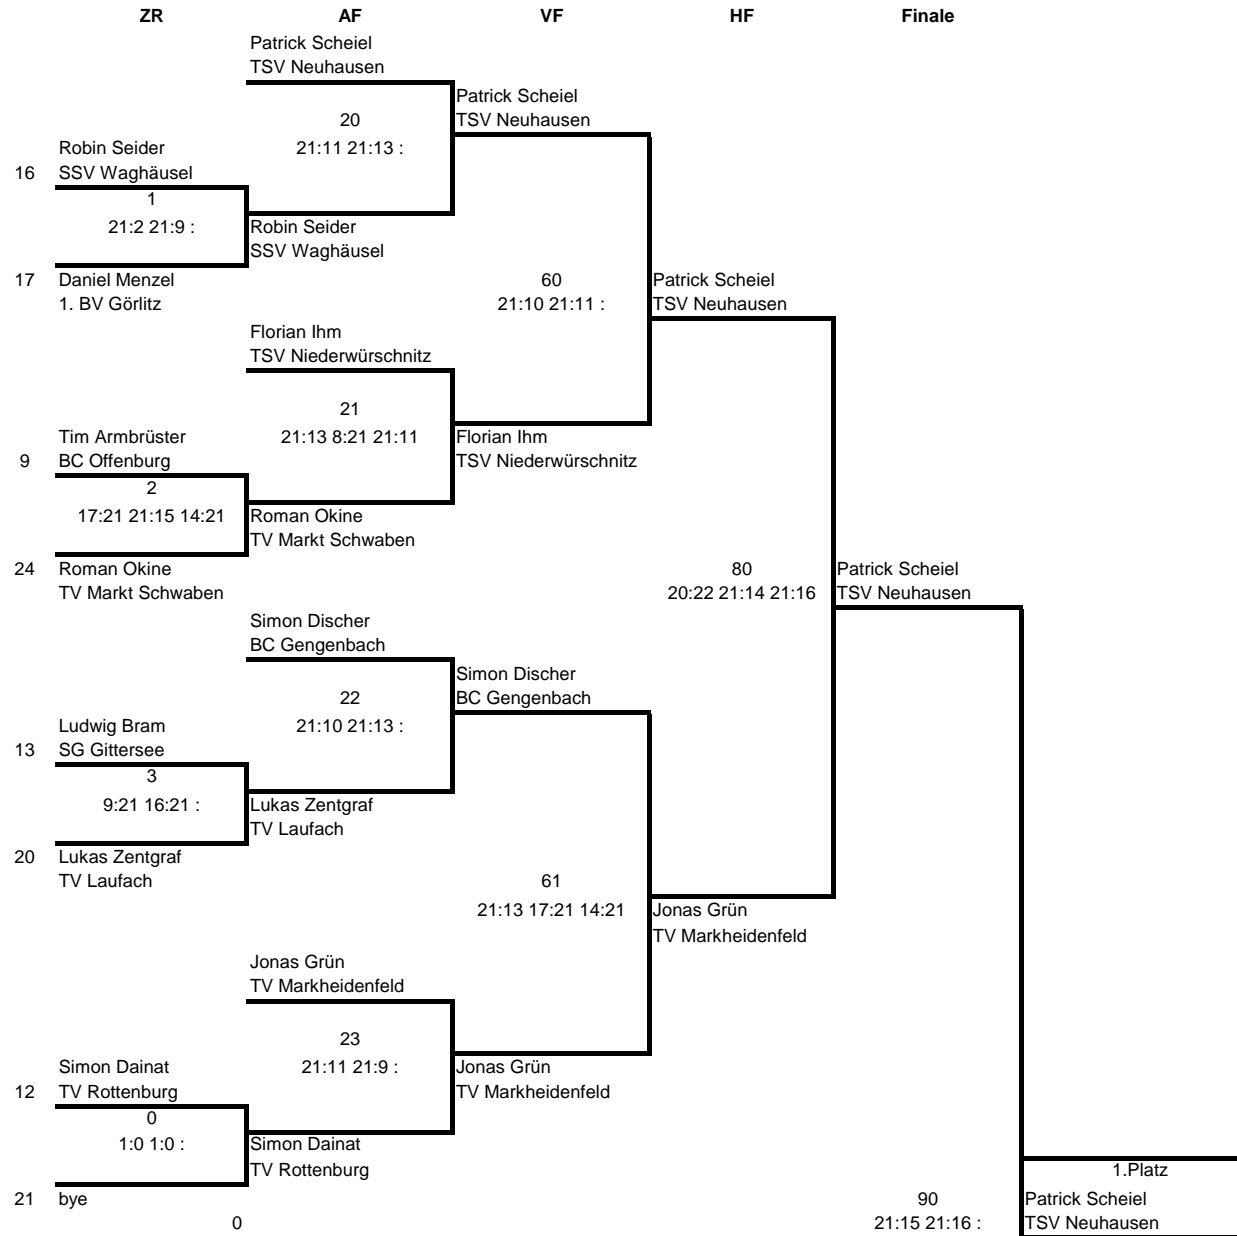 ZR AF VF HF Finale
Patrick Scheiel
TSV Neuhausen
Patrick Scheiel
20 TSV Neuhausen
Robin Seider 21:11 21:13 :
16 SSV Waghäusel
1
21:2 21:9 : Robin Seider
SSV Waghäusel
17 Daniel Menzel 60 Patrick Scheiel
1. BV Görlitz 21:10 21:11 : TSV Neuhausen
Florian Ihm
TSV Niederwürschnitz
21
Tim Armbrüster 21:13 8:21 21:11 Florian Ihm
9 BC Offenburg TSV Niederwürschnitz
2
17:21 21:15 14:21 Roman Okine
TV Markt Schwaben
24 Roman Okine 80 Patrick Scheiel
TV Markt Schwaben 20:22 21:14 21:16 TSV Neuhausen
Simon Discher
BC Gengenbach
Simon Discher
22 BC Gengenbach
Ludwig Bram 21:10 21:13 :
13 SG Gittersee
3
9:21 16:21 : Lukas Zentgraf
TV Laufach
20 Lukas Zentgraf
TV Laufach 61
21:13 17:21 14:21 Jonas Grün
TV Markheidenfeld
Jonas Grün
TV Markheidenfeld
23
Simon Dainat 21:11 21:9 : Jonas Grün
12 TV Rottenburg TV Markheidenfeld
0
1:0 1:0 : Simon Dainat
TV Rottenburg 1.Platz
21 bye 90 Patrick Scheiel
0 21:15 21:16 : TSV Neuhausen